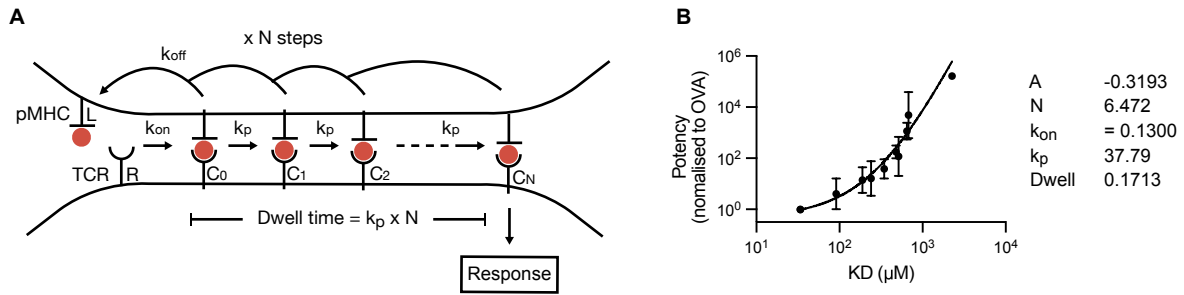 A
x N steps
koff
pMHC
L
kon
kp
kp
kp
TCR
R
C0
C1
C2
CN
Dwell time = kp x N
Response
B
Potency
(nomalised to OVA)
10^6
10^4
10^2
10^0
10^1
10^2
10^3
10^4
KD (µM)
A -0.3193
N 6.472
kon = 0.1300
kp 37.79
Dwell 0.1713